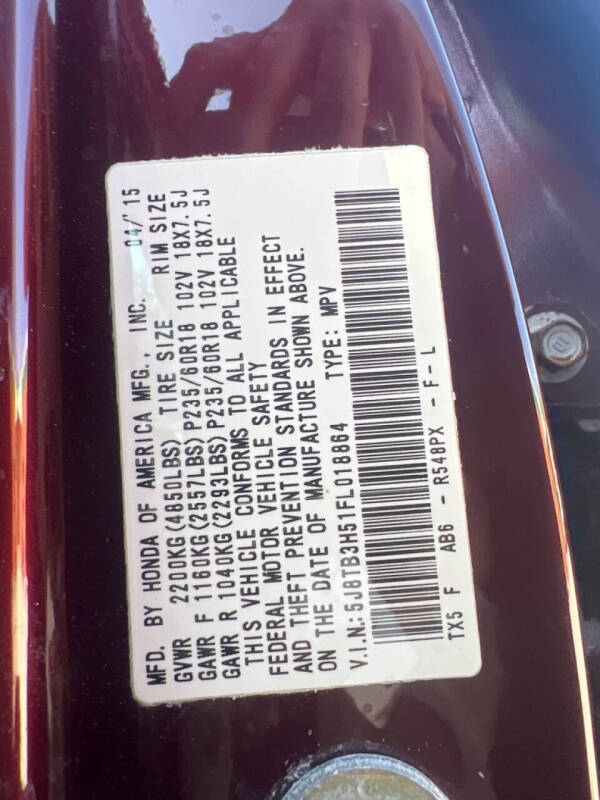 MFD. BY HONDA OF AMERICA MFG., INC. 04/'15
GVWR 2200KG(4850LBS) TIRE SIZE RIM SIZE
GAWR F 1160KG(2557LBS)P235/60R18 102V 18X7.5J
GAWR R 1040KG(2293LBS)P235/60R18 102V 18X7.5J
THIS VEHICLE CONFORMS TO ALL APPLICABLE
FEDERAL MOTOR VEHICLE SAFETY
AND THEFT PREVENTION STANDARDS IN EFFECT
ON THE DATE OF MANUFACTURE SHOWN ABOVE.
V.I.N.:5J8TB3H51FL018864 TYPE: MPV
TX5 F AB6 - R548PX - F - L